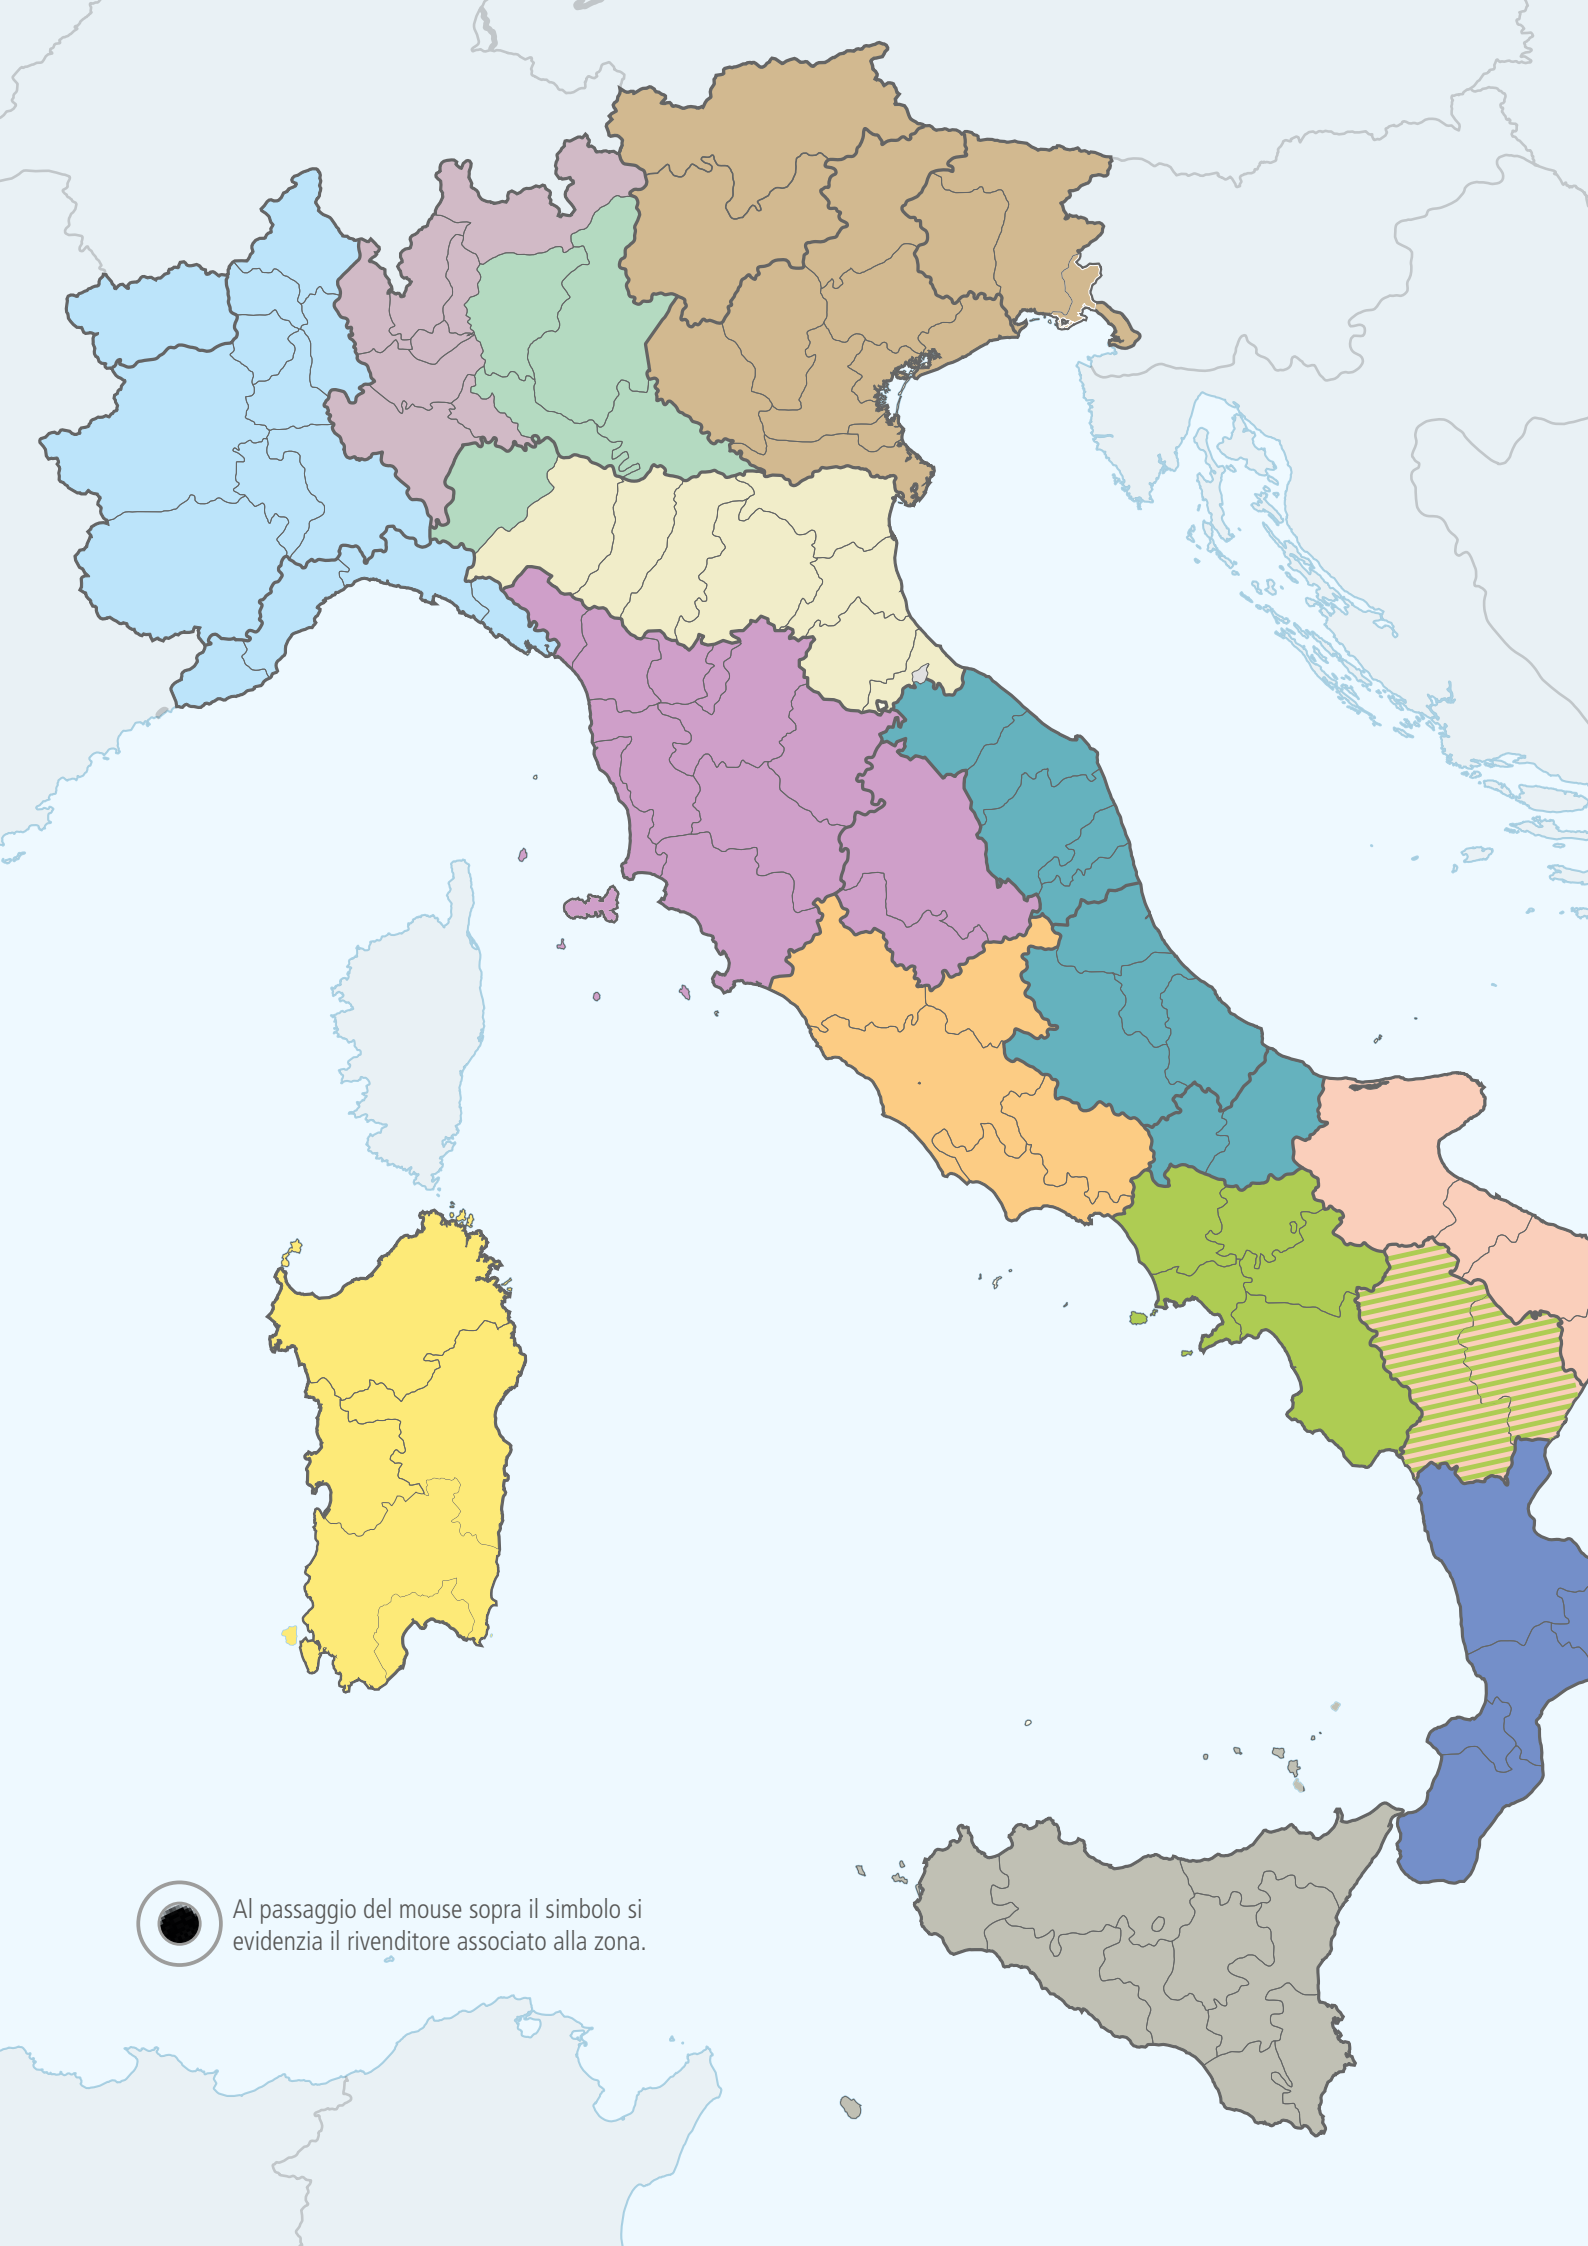 Al passaggio del mouse sopra il simbolo si
evidenzia il rivenditore associato alla zona.